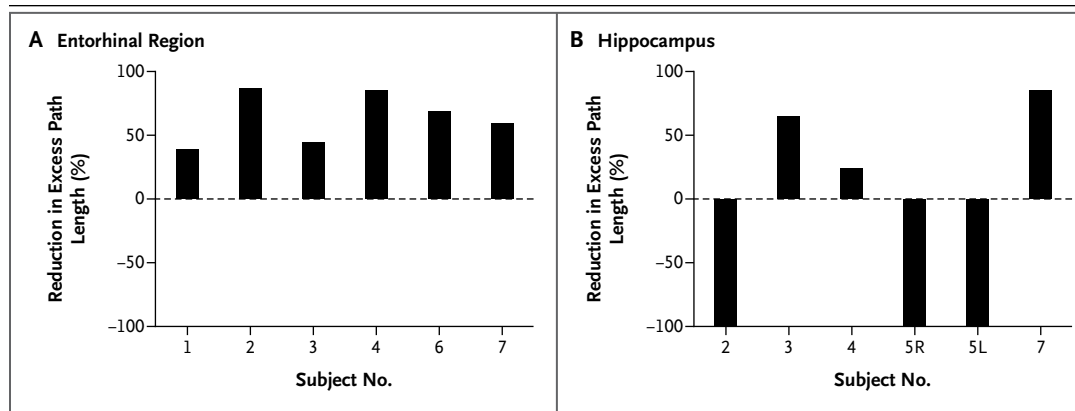 A Entorhinal Region
Reduction in Excess Path
Length (%)
100
50
0
−50
−100
1 2 3 4 6 7
Subject No.
B Hippocampus
Reduction in Excess Path
Length (%)
100
50
0
−50
−100
2 3 4 5R 5L 7
Subject No.